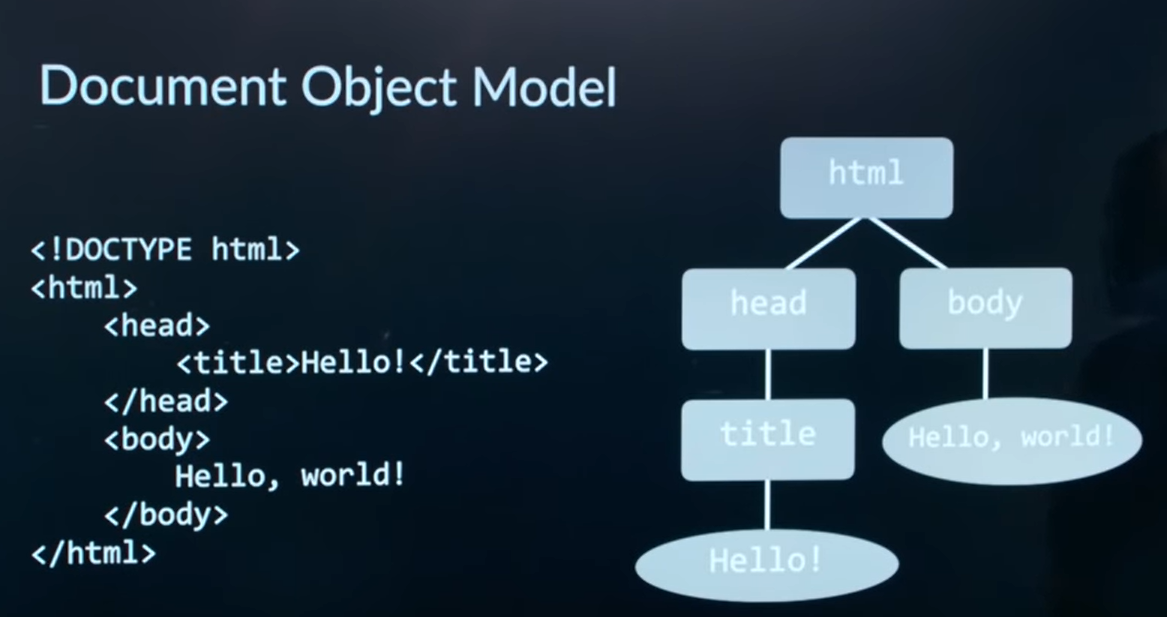 Document Object Model
<!DOCTYPE html>
<html>
    <head>
        <title>Hello!</title>
    </head>
    <body>
        Hello, world!
    </body>
</html>
html
head
body
title
Hello, world!
Hello!